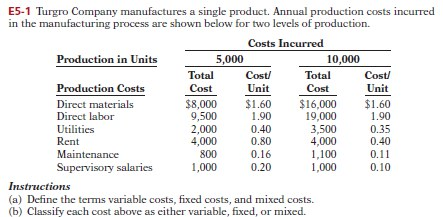 E5-1 Turgro Company manufactures a single product. Annual production costs incurred
in the manufacturing process are shown below for two levels of production.
Costs Incurred
Production in Units 5,000 10,000
Total Cost/ Total Cost/
Production Costs Cost Unit Cost Unit
Direct materials $8,000 $1.60 $16,000 $1.60
Direct labor 9,500 1.90 19,000 1.90
Utilities 2,000 0.40 3,500 0.35
Rent 4,000 0.80 4,000 0.40
Maintenance 800 0.16 1,100 0.11
Supervisory salaries 1,000 0.20 1,000 0.10
Instructions
(a) Define the terms variable costs, fixed costs, and mixed costs.
(b) Classify each cost above as either variable, fixed, or mixed.